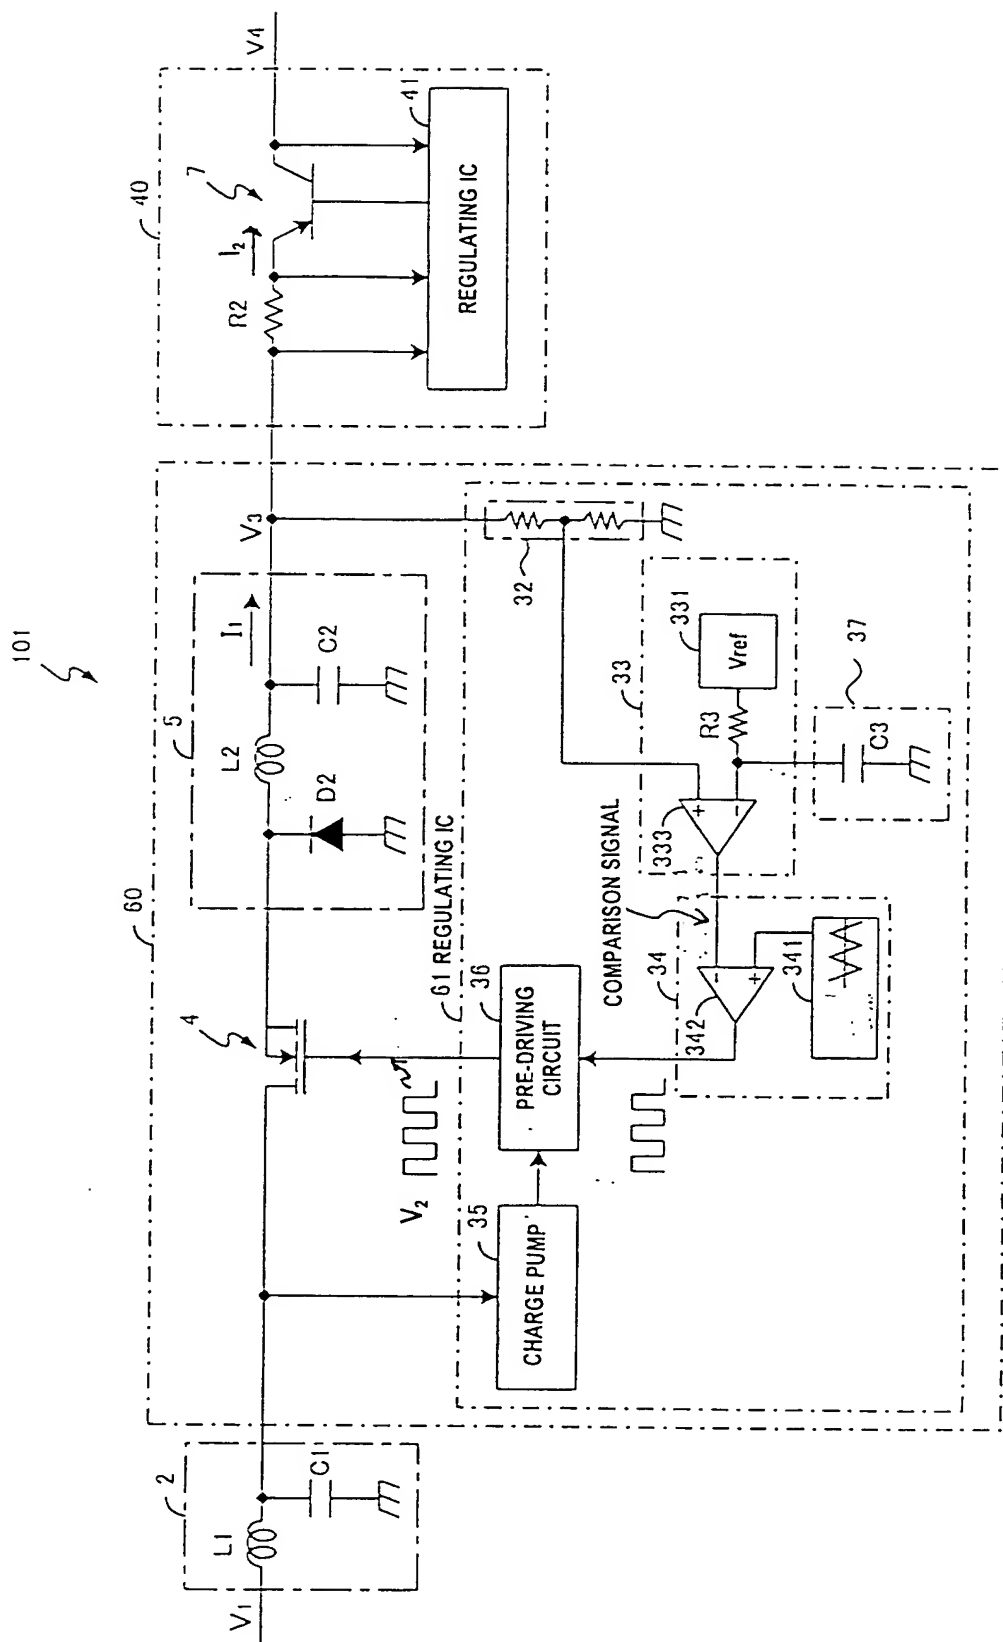 101
V1
2
L1
C1
60
4
5
L2
D2
C2
I1
V3
40
R2
I2
7
V4
41
REGULATING IC
61 REGULATING IC
V2
35
CHARGE PUMP
36
PRE-DRIVING
CIRCUIT
COMPARISON SIGNAL
34
342
-
+
341
32
33
333
+
-
R3
331
Vref
37
C3